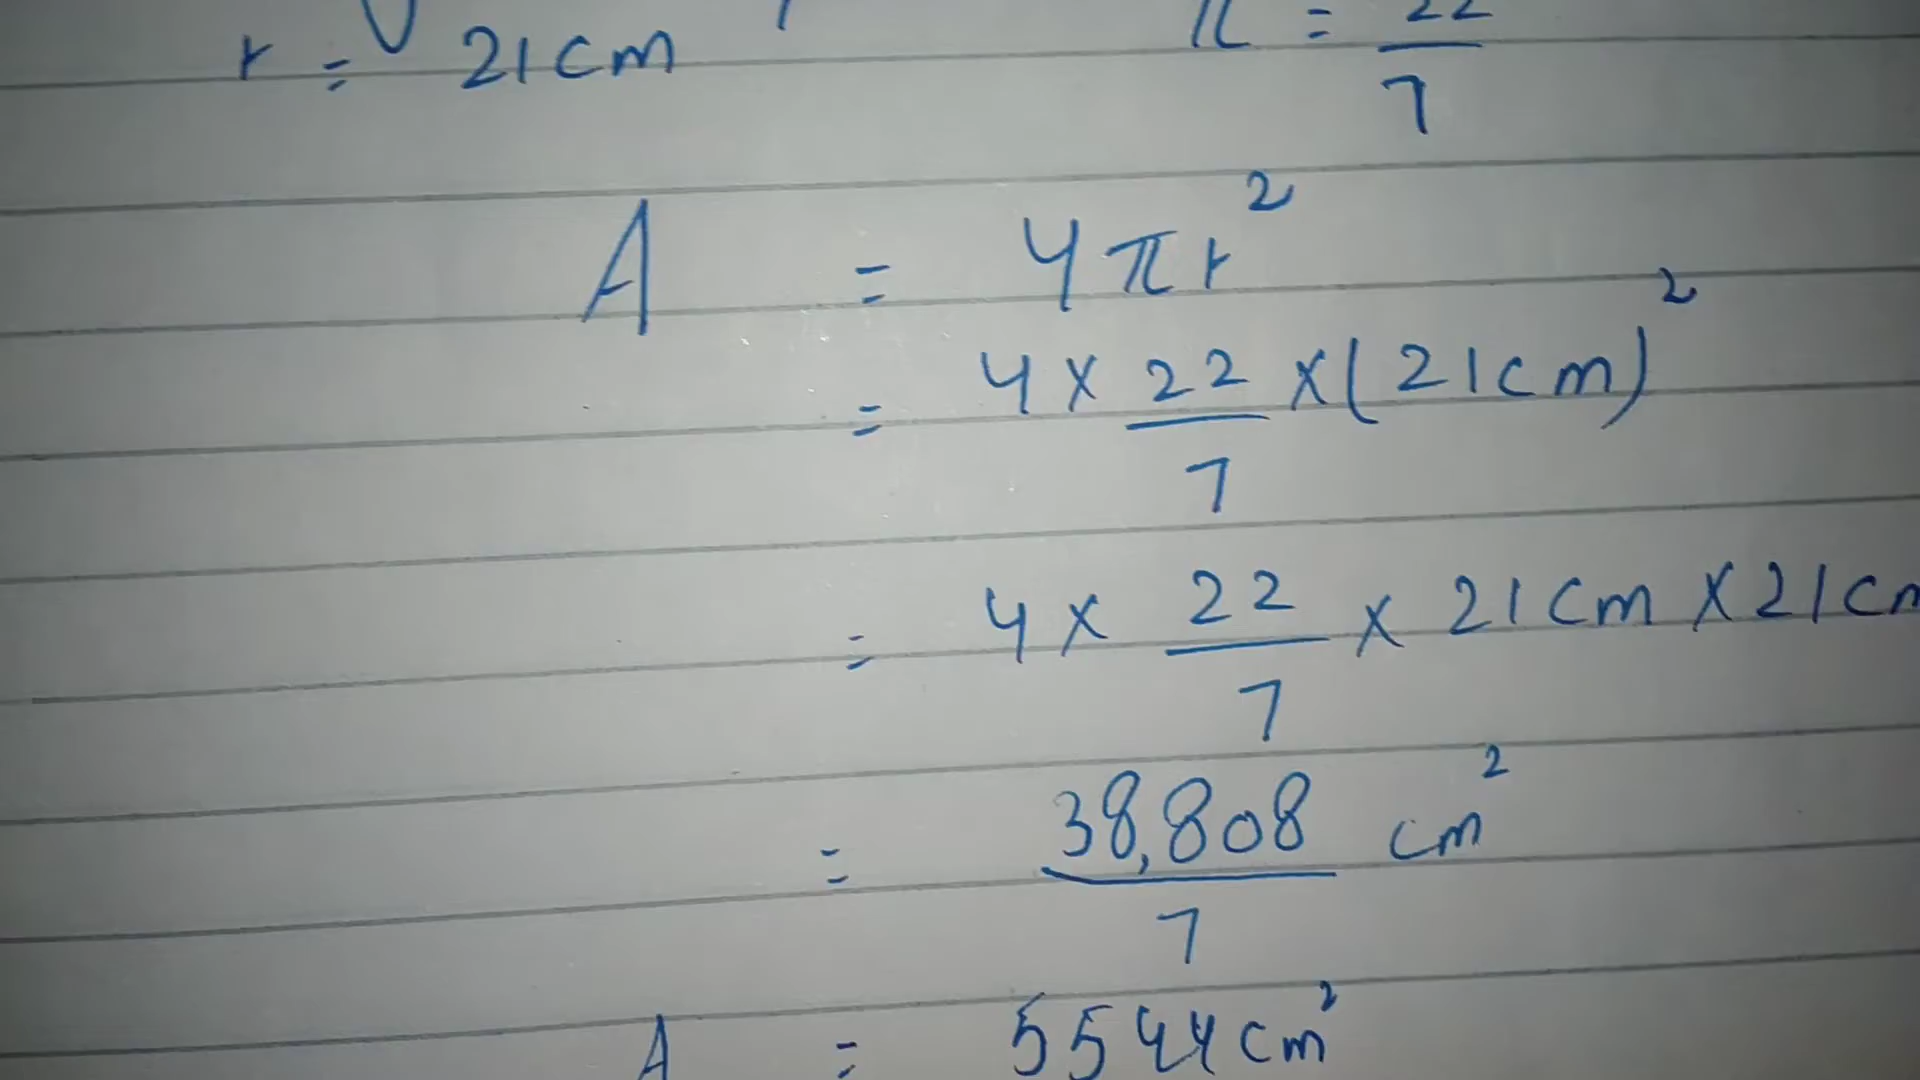 r = 21cm π = 22/7
A = 4πr²
= 4 × 22/7 × (21cm)²
= 4 × 22/7 × 21cm × 21cm
= 38,808/7 cm²
A = 5544cm²